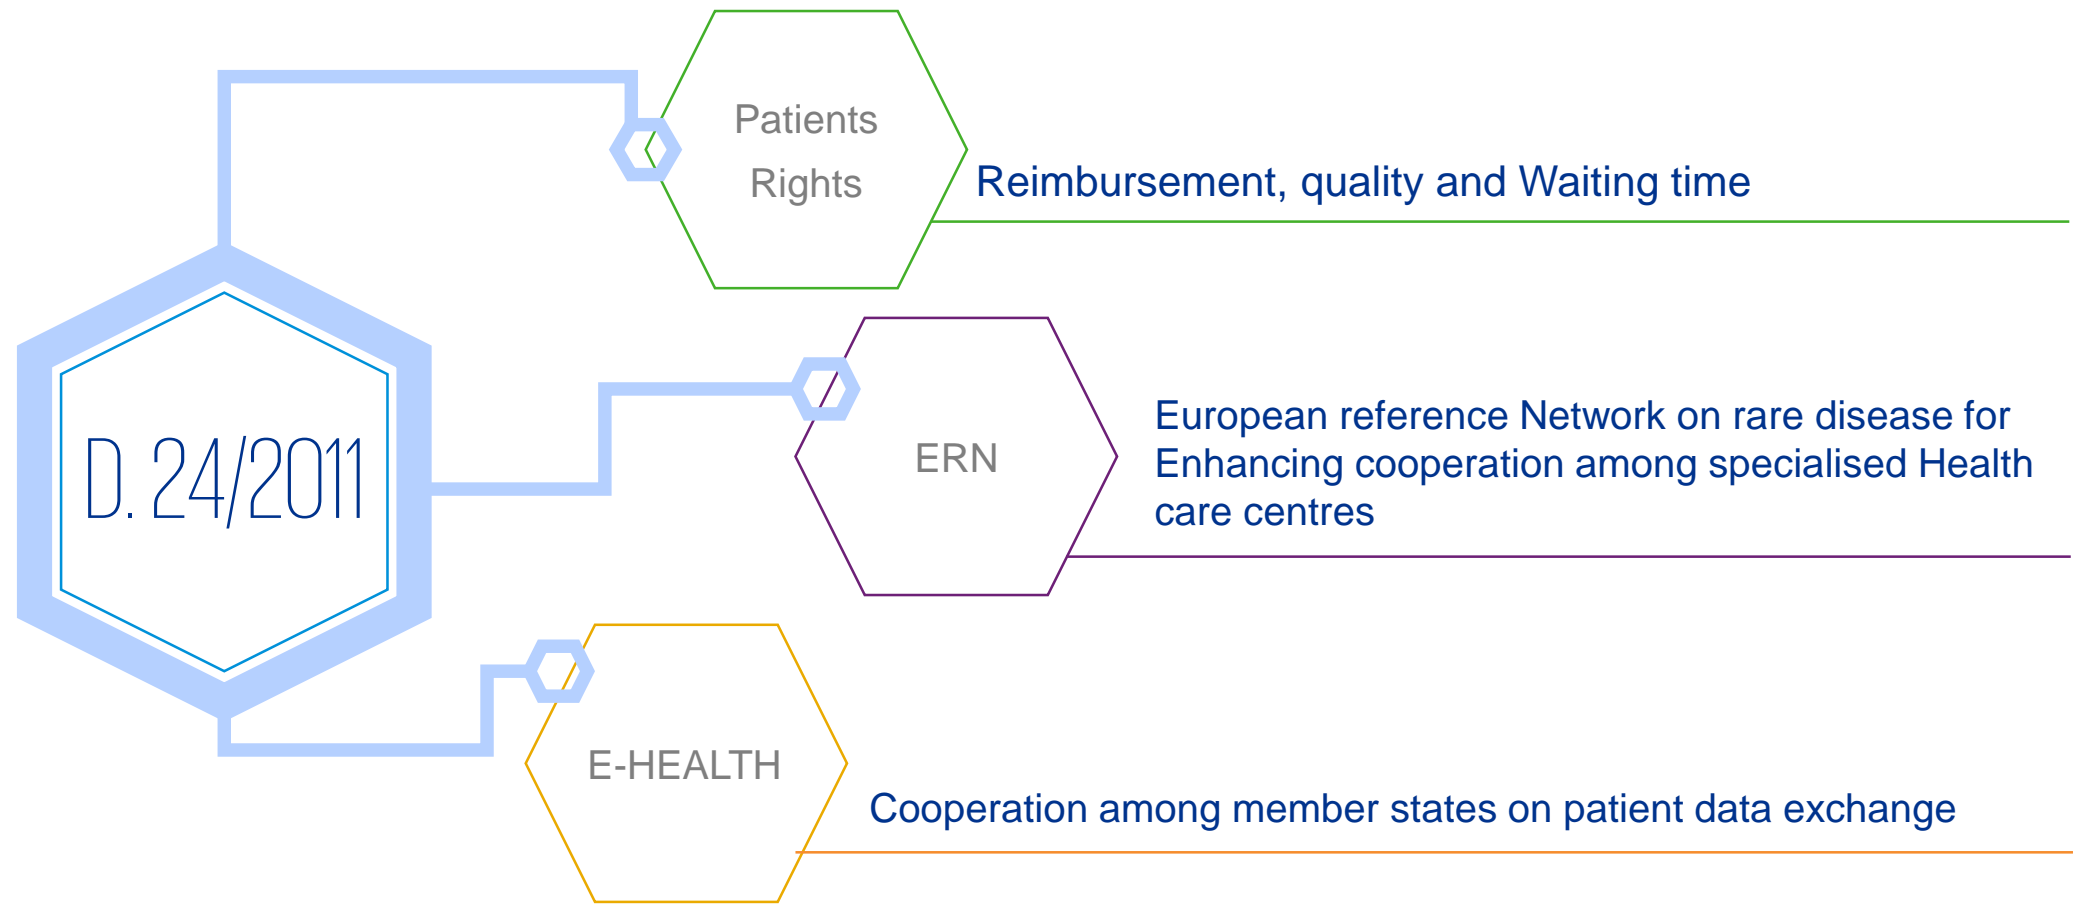 Patients
Rights
Reimbursement, quality and Waiting time
D. 24/2011
ERN
European reference Network on rare disease for
Enhancing cooperation among specialised Health
care centres
E-HEALTH
Cooperation among member states on patient data exchange